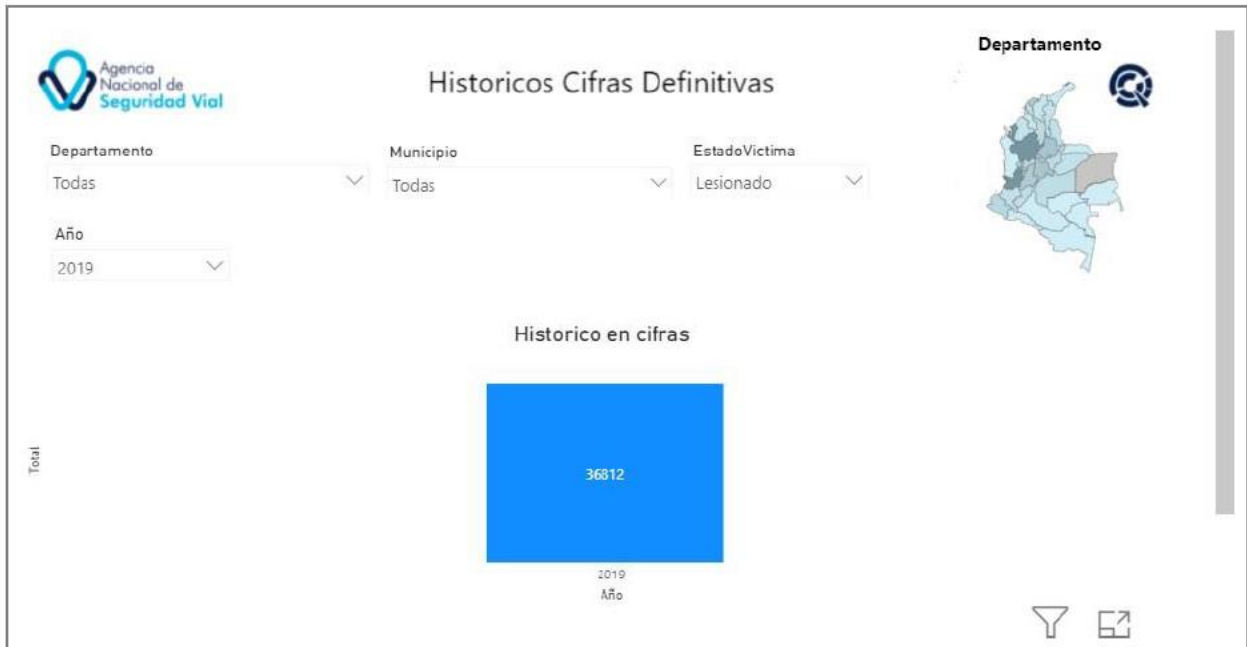 Agencia
Nacional de
Seguridad Vial
Historicos Cifras Definitivas
Departamento
Departamento
Todas
Municipio
Todas
EstadoVictima
Lesionado
Año
2019
Historico en cifras
Total
36812
2019
Año